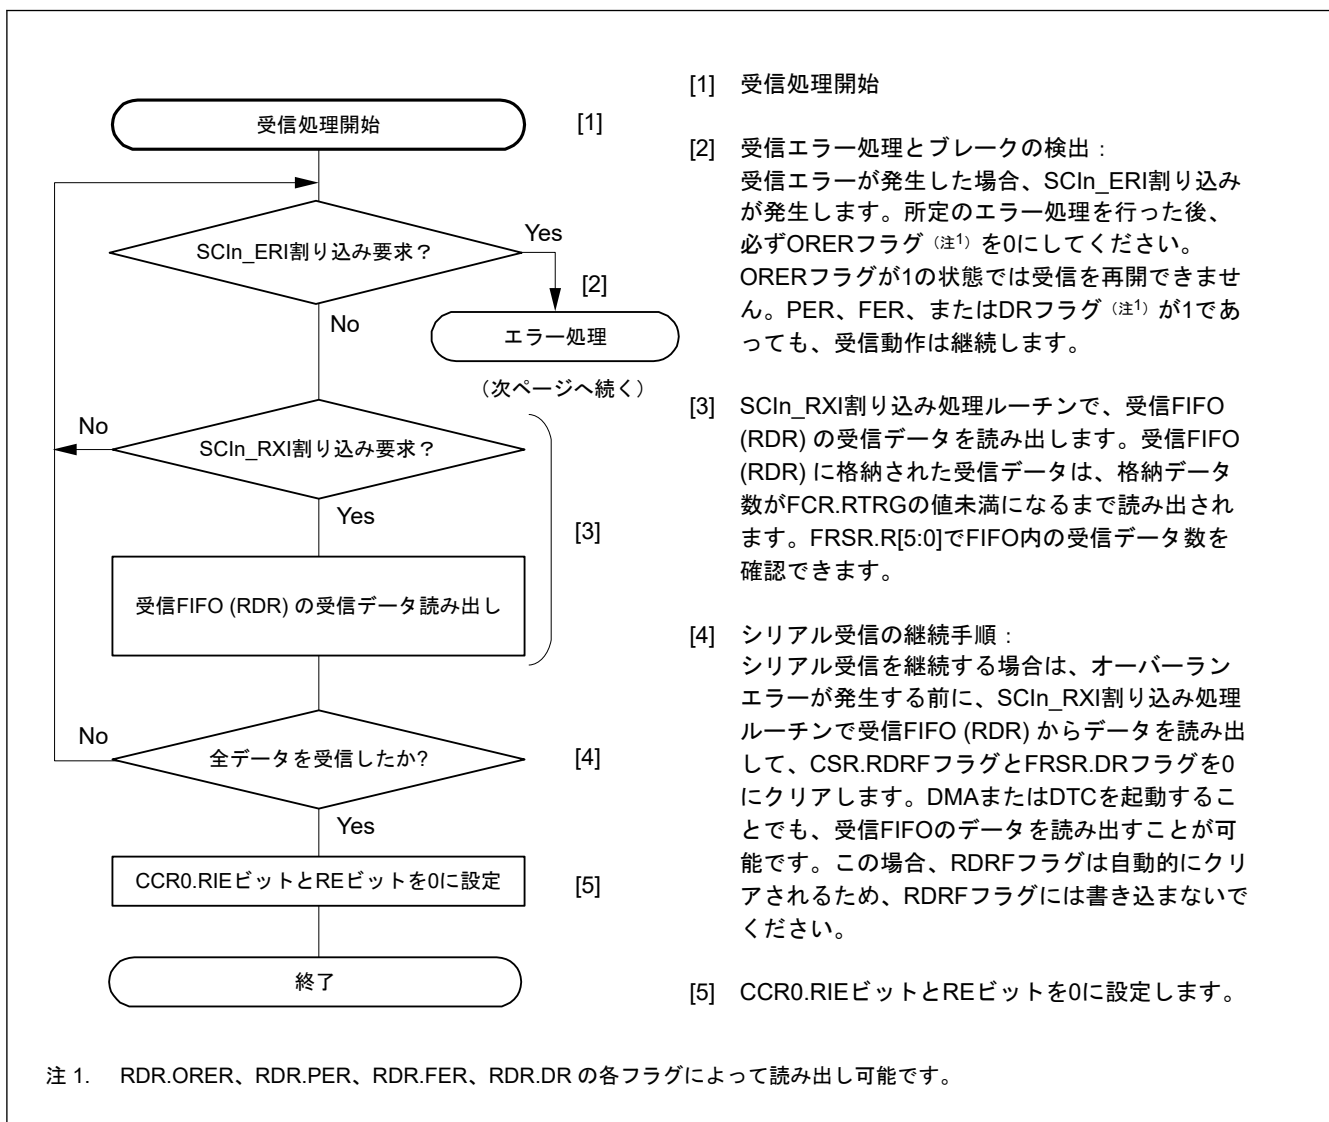 受信処理開始
[1]
SCIn_ERI割り込み要求？
Yes
[2]
No
エラー処理
（次ページへ続く）
No
SCIn_RXI割り込み要求？
Yes
[3]
受信FIFO (RDR) の受信データ読み出し
No
全データを受信したか?
[4]
Yes
CCR0.RIEビットとREビットを0に設定
[5]
終了
[1] 受信処理開始
[2] 受信エラー処理とブレークの検出：
受信エラーが発生した場合、SCIn_ERI割り込み
が発生します。所定のエラー処理を行った後、
必ずORERフラグ（注1）を0にしてください。
ORERフラグが1の状態では受信を再開できませ
ん。PER、FER、またはDRフラグ（注1）が1であ
っても、受信動作は継続します。
[3] SCIn_RXI割り込み処理ルーチンで、受信FIFO
(RDR) の受信データを読み出します。受信FIFO
(RDR) に格納された受信データは、格納データ
数がFCR.RTRGの値未満になるまで読み出され
ます。FRSR.R[5:0]でFIFO内の受信データ数を
確認できます。
[4] シリアル受信の継続手順：
シリアル受信を継続する場合は、オーバーラン
エラーが発生する前に、SCIn_RXI割り込み処理
ルーチンで受信FIFO (RDR) からデータを読み出
して、CSR.RDRFフラグとFRSR.DRフラグを0
にクリアします。DMAまたはDTCを起動するこ
とでも、受信FIFOのデータを読み出すことが可
能です。この場合、RDRFフラグは自動的にクリ
アされるため、RDRFフラグには書き込まないで
ください。
[5] CCR0.RIEビットとREビットを0に設定します。
注 1. RDR.ORER、RDR.PER、RDR.FER、RDR.DR の各フラグによって読み出し可能です。